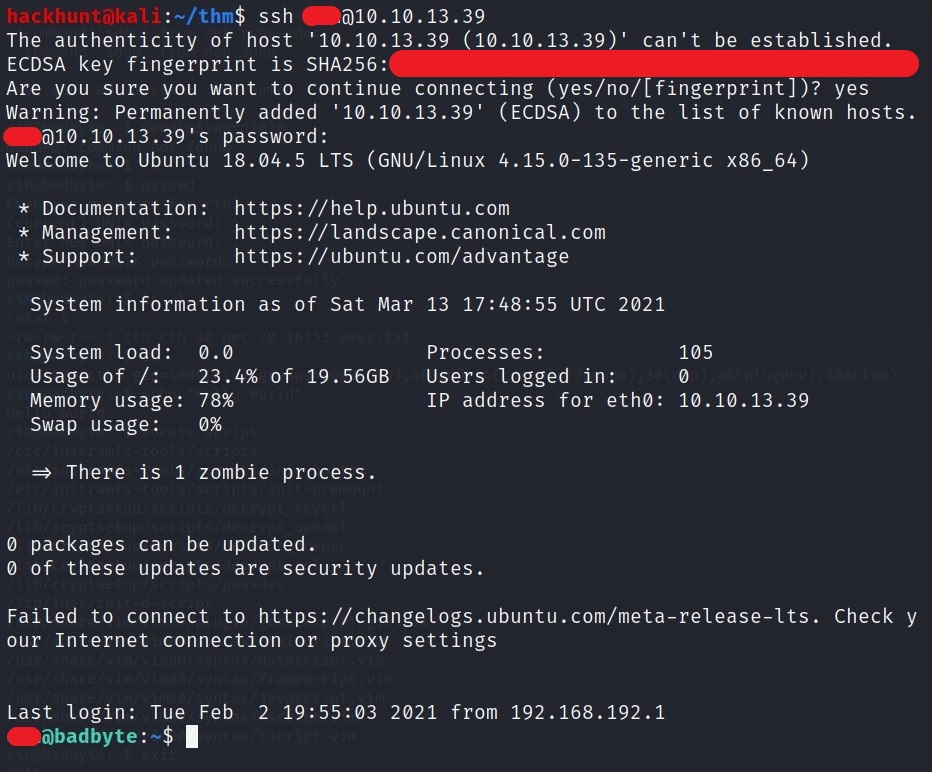 hackhunt@kali:~/thm$ ssh @10.10.13.39
The authenticity of host '10.10.13.39 (10.10.13.39)' can't be established.
ECDSA key fingerprint is SHA256:
Are you sure you want to continue connecting (yes/no/[fingerprint])? yes
Warning: Permanently added '10.10.13.39' (ECDSA) to the list of known hosts.
@10.10.13.39's password:
Welcome to Ubuntu 18.04.5 LTS (GNU/Linux 4.15.0-135-generic x86_64)
* Documentation: https://help.ubuntu.com
* Management: https://landscape.canonical.com
* Support: https://ubuntu.com/advantage
System information as of Sat Mar 13 17:48:55 UTC 2021
System load: 0.0 Processes: 105
Usage of /: 23.4% of 19.56GB Users logged in: 0
Memory usage: 78% IP address for eth0: 10.10.13.39
Swap usage: 0%
⇒ There is 1 zombie process.
0 packages can be updated.
0 of these updates are security updates.
Failed to connect to https://changelogs.ubuntu.com/meta-release-lts. Check y
our Internet connection or proxy settings
Last login: Tue Feb 2 19:55:03 2021 from 192.168.192.1
@badbyte:~$